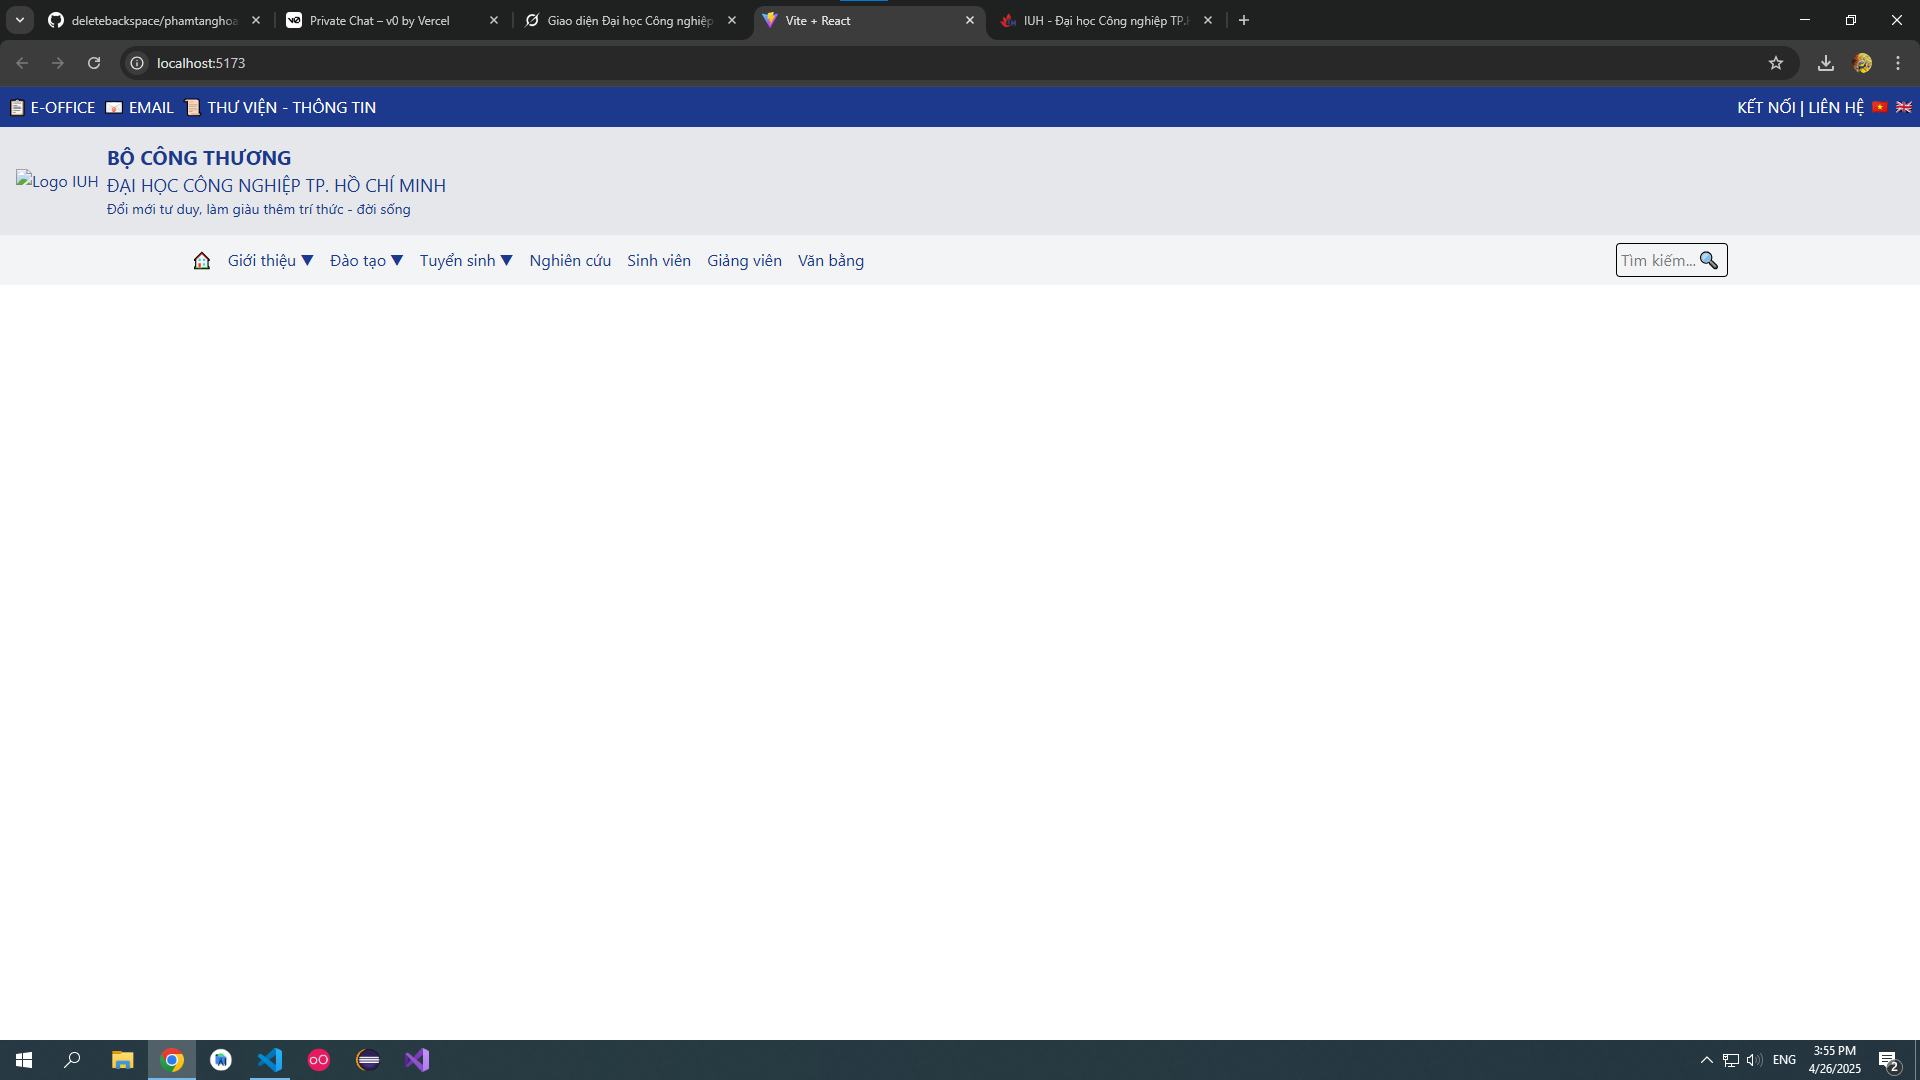 deletebackspace/phamtanghoa
Private Chat – v0 by Vercel
Giao diện Đại học Công nghiệp
Vite + React
IUH - Đại học Công nghiệp TP.H
localhost:5173
E-OFFICE EMAIL THƯ VIỆN - THÔNG TIN
KẾT NỐI | LIÊN HỆ
Logo IUH
BỘ CÔNG THƯƠNG
ĐẠI HỌC CÔNG NGHIỆP TP. HỒ CHÍ MINH
Đổi mới tư duy, làm giàu thêm trí thức - đời sống
Giới thiệu ▼ Đào tạo ▼ Tuyển sinh ▼ Nghiên cứu Sinh viên Giảng viên Văn bằng
Tìm kiếm...
ENG
3:55 PM
4/26/2025
2